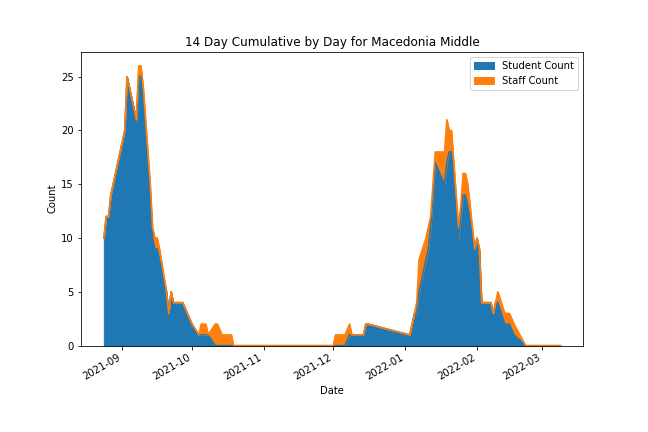 14 Day Cumulative by Day for Macedonia Middle
Student Count
Staff Count
25
20
15
10
5
0
Count
2021-09
2021-10
2021-11
2021-12
2022-01
2022-02
2022-03
Date